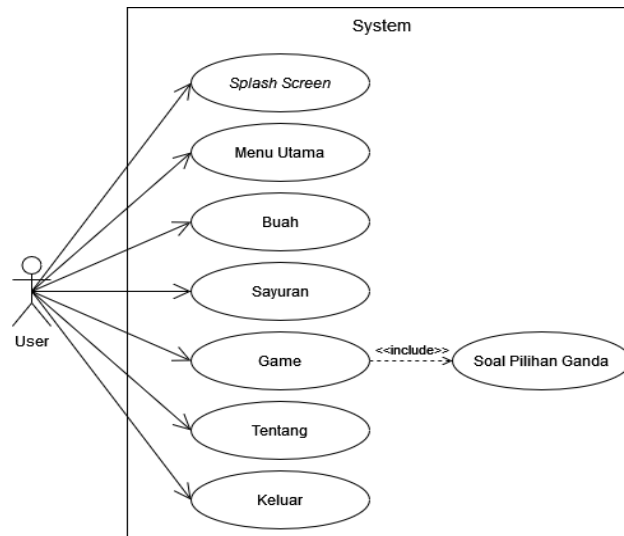 System
Splash Screen
Menu Utama
Buah
Sayuran
User
Game
<<include>>
Soal Pilihan Ganda
Tentang
Keluar